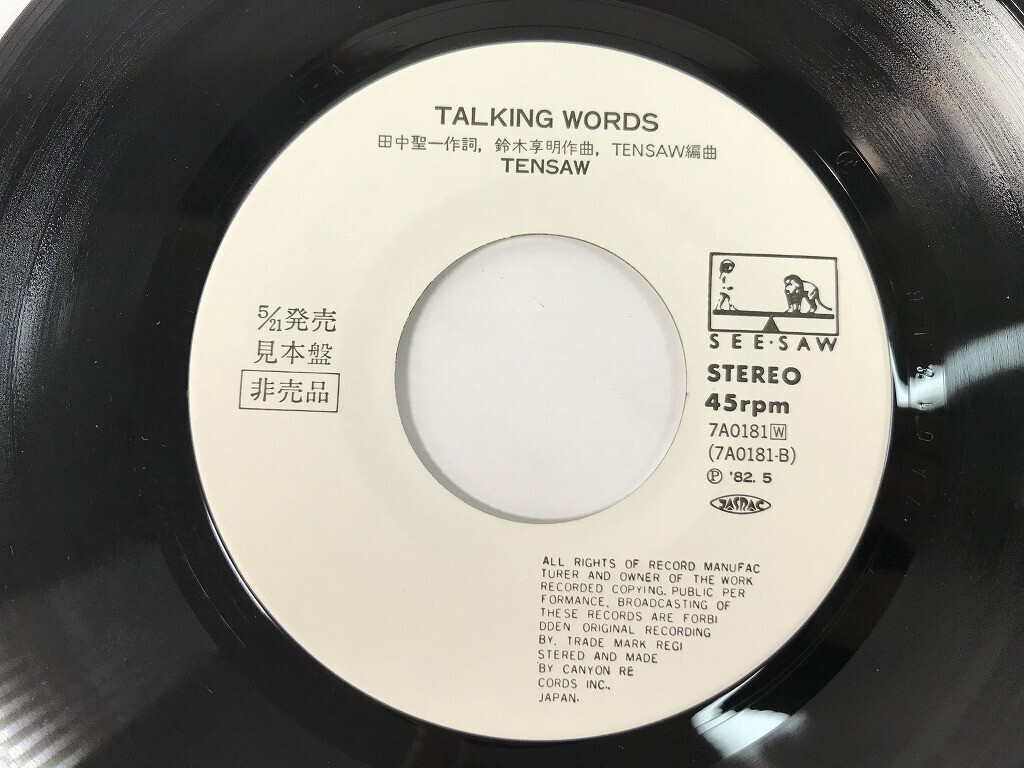 TALKING WORDS
田中聖一作詞, 鈴木享明作曲, TENSAW編曲
TENSAW
5/21発売
見本盤
非売品
SEE・SAW
STEREO
45rpm
7A0181 W
(7A0181-B)
Ⓟ '82. 5
JASRAC
ALL RIGHTS OF RECORD MANUFAC
TURER AND OWNER OF THE WORK
RECORDED COPYING. PUBLIC PER
FORMANCE, BROADCASTING OF
THESE RECORDS ARE FORBI
DDEN ORIGINAL RECORDING
BY. TRADE MARK REGI
STERED AND MADE
BY CANYON RE
CORDS INC.,
JAPAN.